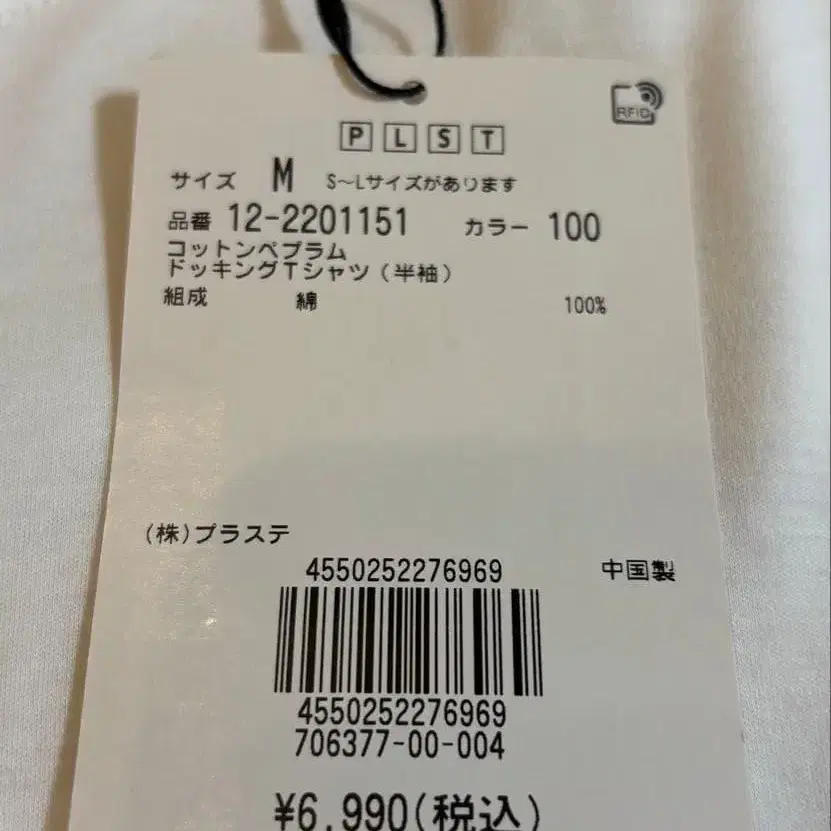 RFID
PLST
サイズ M S～Lサイズがあります
品番 12-2201151 カラー 100
コットンペプラム
ドッキングTシャツ(半袖)
組成 綿 100%
(株)プラステ
4550252276969 中国製
4550252276969
706377-00-004
¥6,990(税込)